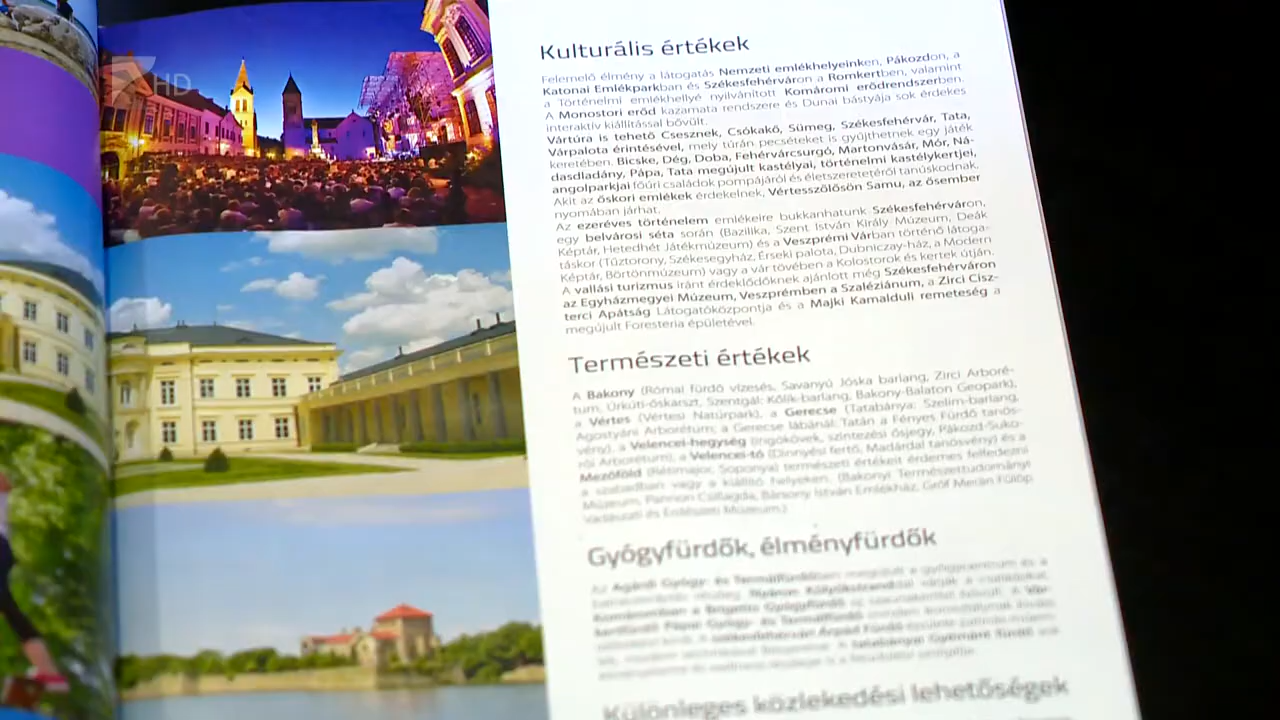 HD
Kulturális értékek
Felemelő élmény a látogatás Nemzeti emlékhelyeinken, Pákozdon, a
Katonai Emlékparkban és Székesfehérváron a Romkertben, valamint
a Történelmi emlékhellyé nyilvánított Komáromi erődrendszerben.
A Monostori erőd kazamata rendszere és Dunai bástyája sok érdekes
interaktív kiállítással bővült.
Vártúra is tehető Csesznek, Csókakő, Sümeg, Székesfehérvár, Tata,
Várpalota érintésével, mely túrán pecséteket is gyűjthetnek egy játék
keretében. Bicske, Dég, Doba, Fehérvárcsurgó, Martonvásár, Mór, Ná-
dasdladány, Pápa, Tata megújult kastélyai, történelmi kastélykertjei,
angolparkjai főúri családok pompájáról és életszeretetéről tanúskodnak.
Akit az őskori emlékek érdekelnek, Vértesszőlősön Samu, az ősember
nyomában járhat.
Az ezeréves történelem emlékeire bukkanhatunk Székesfehérváron,
egy belvárosi séta során (Bazilika, Szent István Király Múzeum, Deák
Képtár, Hetedhét Játékmúzeum) és a Veszprémi Várban történő látoga-
táskor (Tűztorony, Székesegyház, Érseki palota, Dubniczay-ház, a Modern
Képtár, Börtönmúzeum) vagy a vár tövében a Kolostorok és kertek útján.
A vallási turizmus iránt érdeklődőknek ajánlott még Székesfehérváron
az Egyházmegyei Múzeum, Veszprémben a Szaléziánum, a Zirci Cisz-
terci Apátság Látogatóközpontja és a Majki Kamalduli remeteség a
megújult Foresteria épületével.
Természeti értékek
A Bakony (Római fürdő vízesés, Savanyú Jóska barlang, Zirci Arboré-
tum, Úrkúti-őskarszt, Szentgál: Kőlik-barlang, Bakony-Balaton Geopark),
a Vértes (Vértesi Natúrpark), a Gerecse (Tatabánya: Szelim-barlang,
Agostyáni Arborétum; a Gerecse lábánál: Tatán a Fényes Fürdő tanös-
vény), a Velencei-hegység (Ingókövek, színtezési ősjegy, Pákozd-Suko-
rói Arborétum), a Velencei-tó (Dinnyési fertő, Madárdal tanösvény) és a
Mezőföld (Rétimajor, Soponya) természeti értékeit érdemes felfedezni
a szabadban vagy a kiállító helyeken. (Bakonyi Természettudományi
Múzeum, Pannon Csillagda, Bársony István Emlékház, Gróf Merán Fülöp
Vadászati és Erdészeti Múzeum.)
Gyógyfürdők, élményfürdők
Az Agárdi Gyógy- és Termálfürdőben
Különleges közlekedési lehetőségek